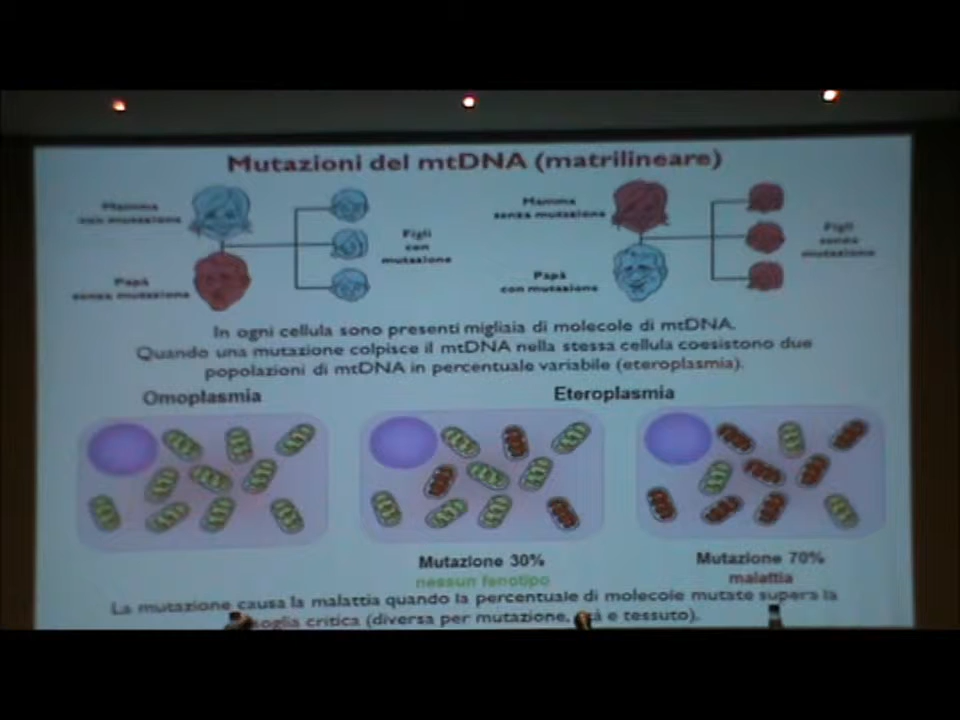 Mutazioni del mtDNA (matrilineare)
Mamma
con mutazione
Papà
senza mutazione
Figli
con
mutazione
Mamma
senza mutazione
Papà
con mutazione
Figli
senza
mutazione
In ogni cellula sono presenti migliaia di molecole di mtDNA.
Quando una mutazione colpisce il mtDNA nella stessa cellula coesistono due
popolazioni di mtDNA in percentuale variabile (eteroplasmia).
Omoplasmia
Eteroplasmia
Mutazione 30%
nessun fenotipo
Mutazione 70%
malattia
La mutazione causa la malattia quando la percentuale di molecole mutate supera la
soglia critica (diversa per mutazione, e tessuto).